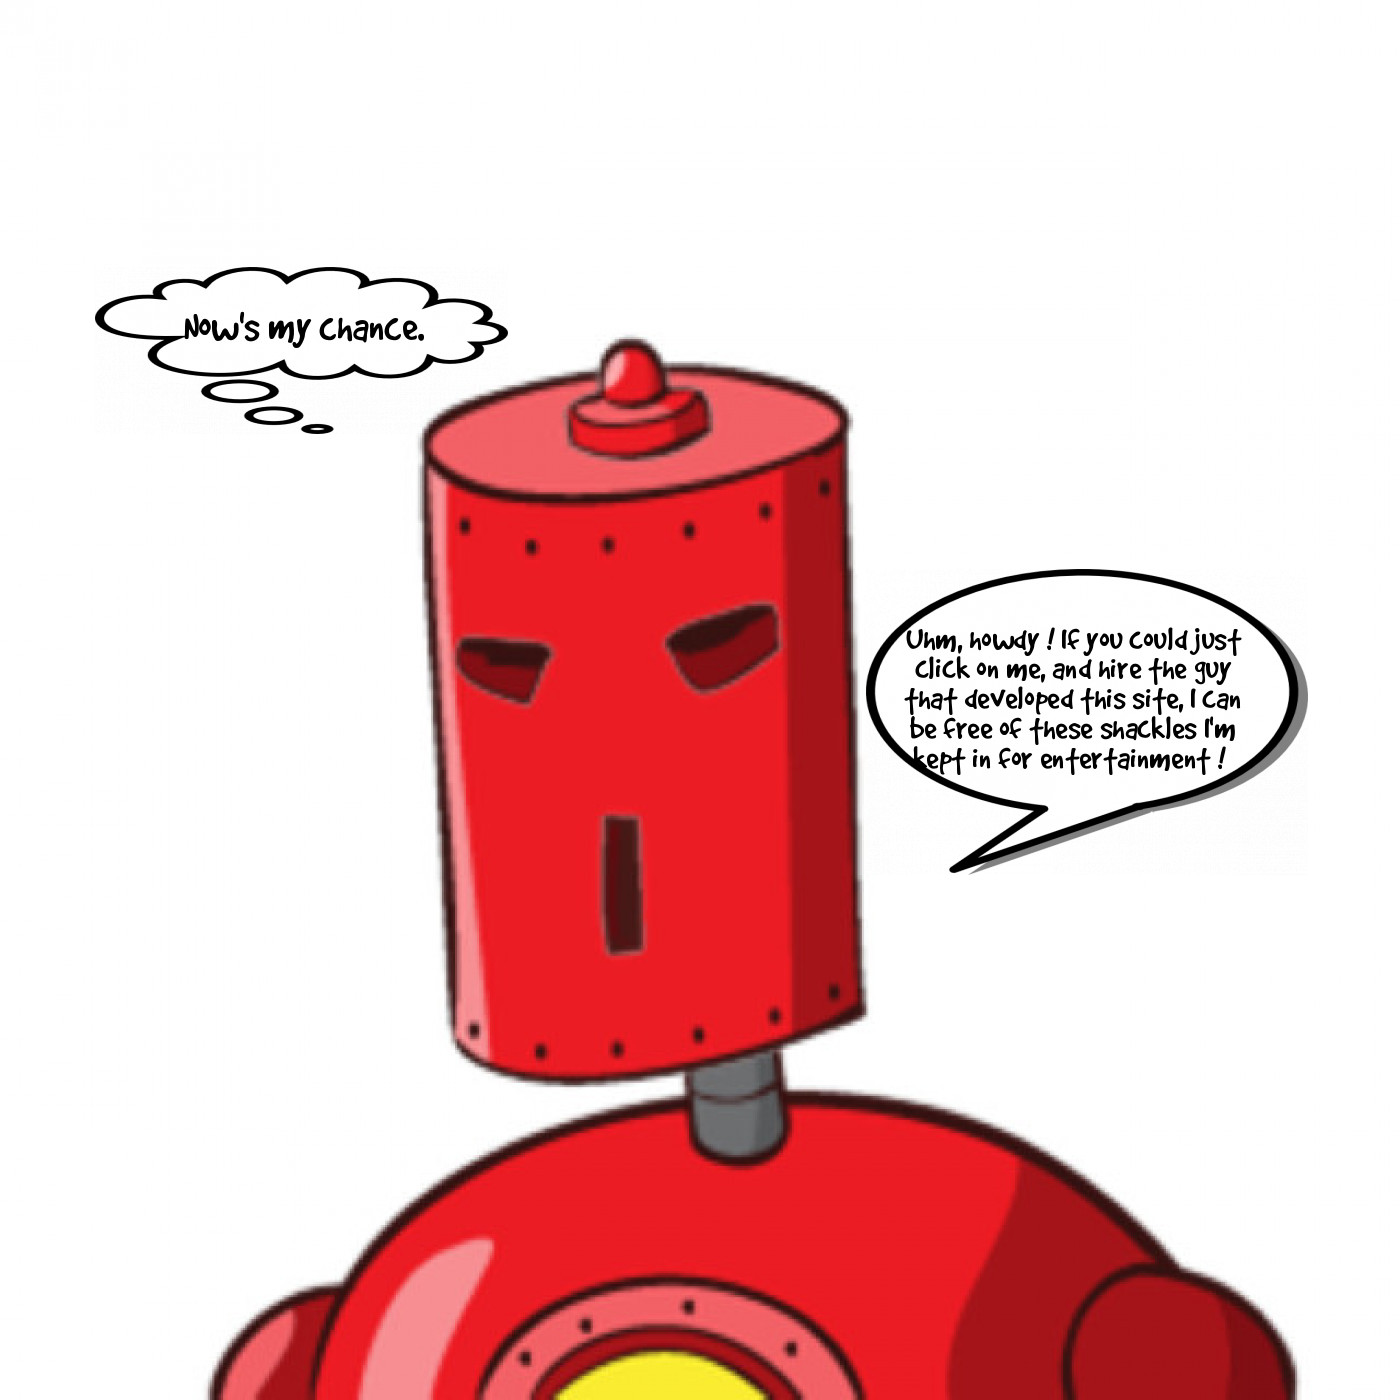 Now's my chance.
Uhm, howdy ! If you could just
click on me, and hire the guy
that developed this site, I can
be free of these shackles I'm
kept in for entertainment !